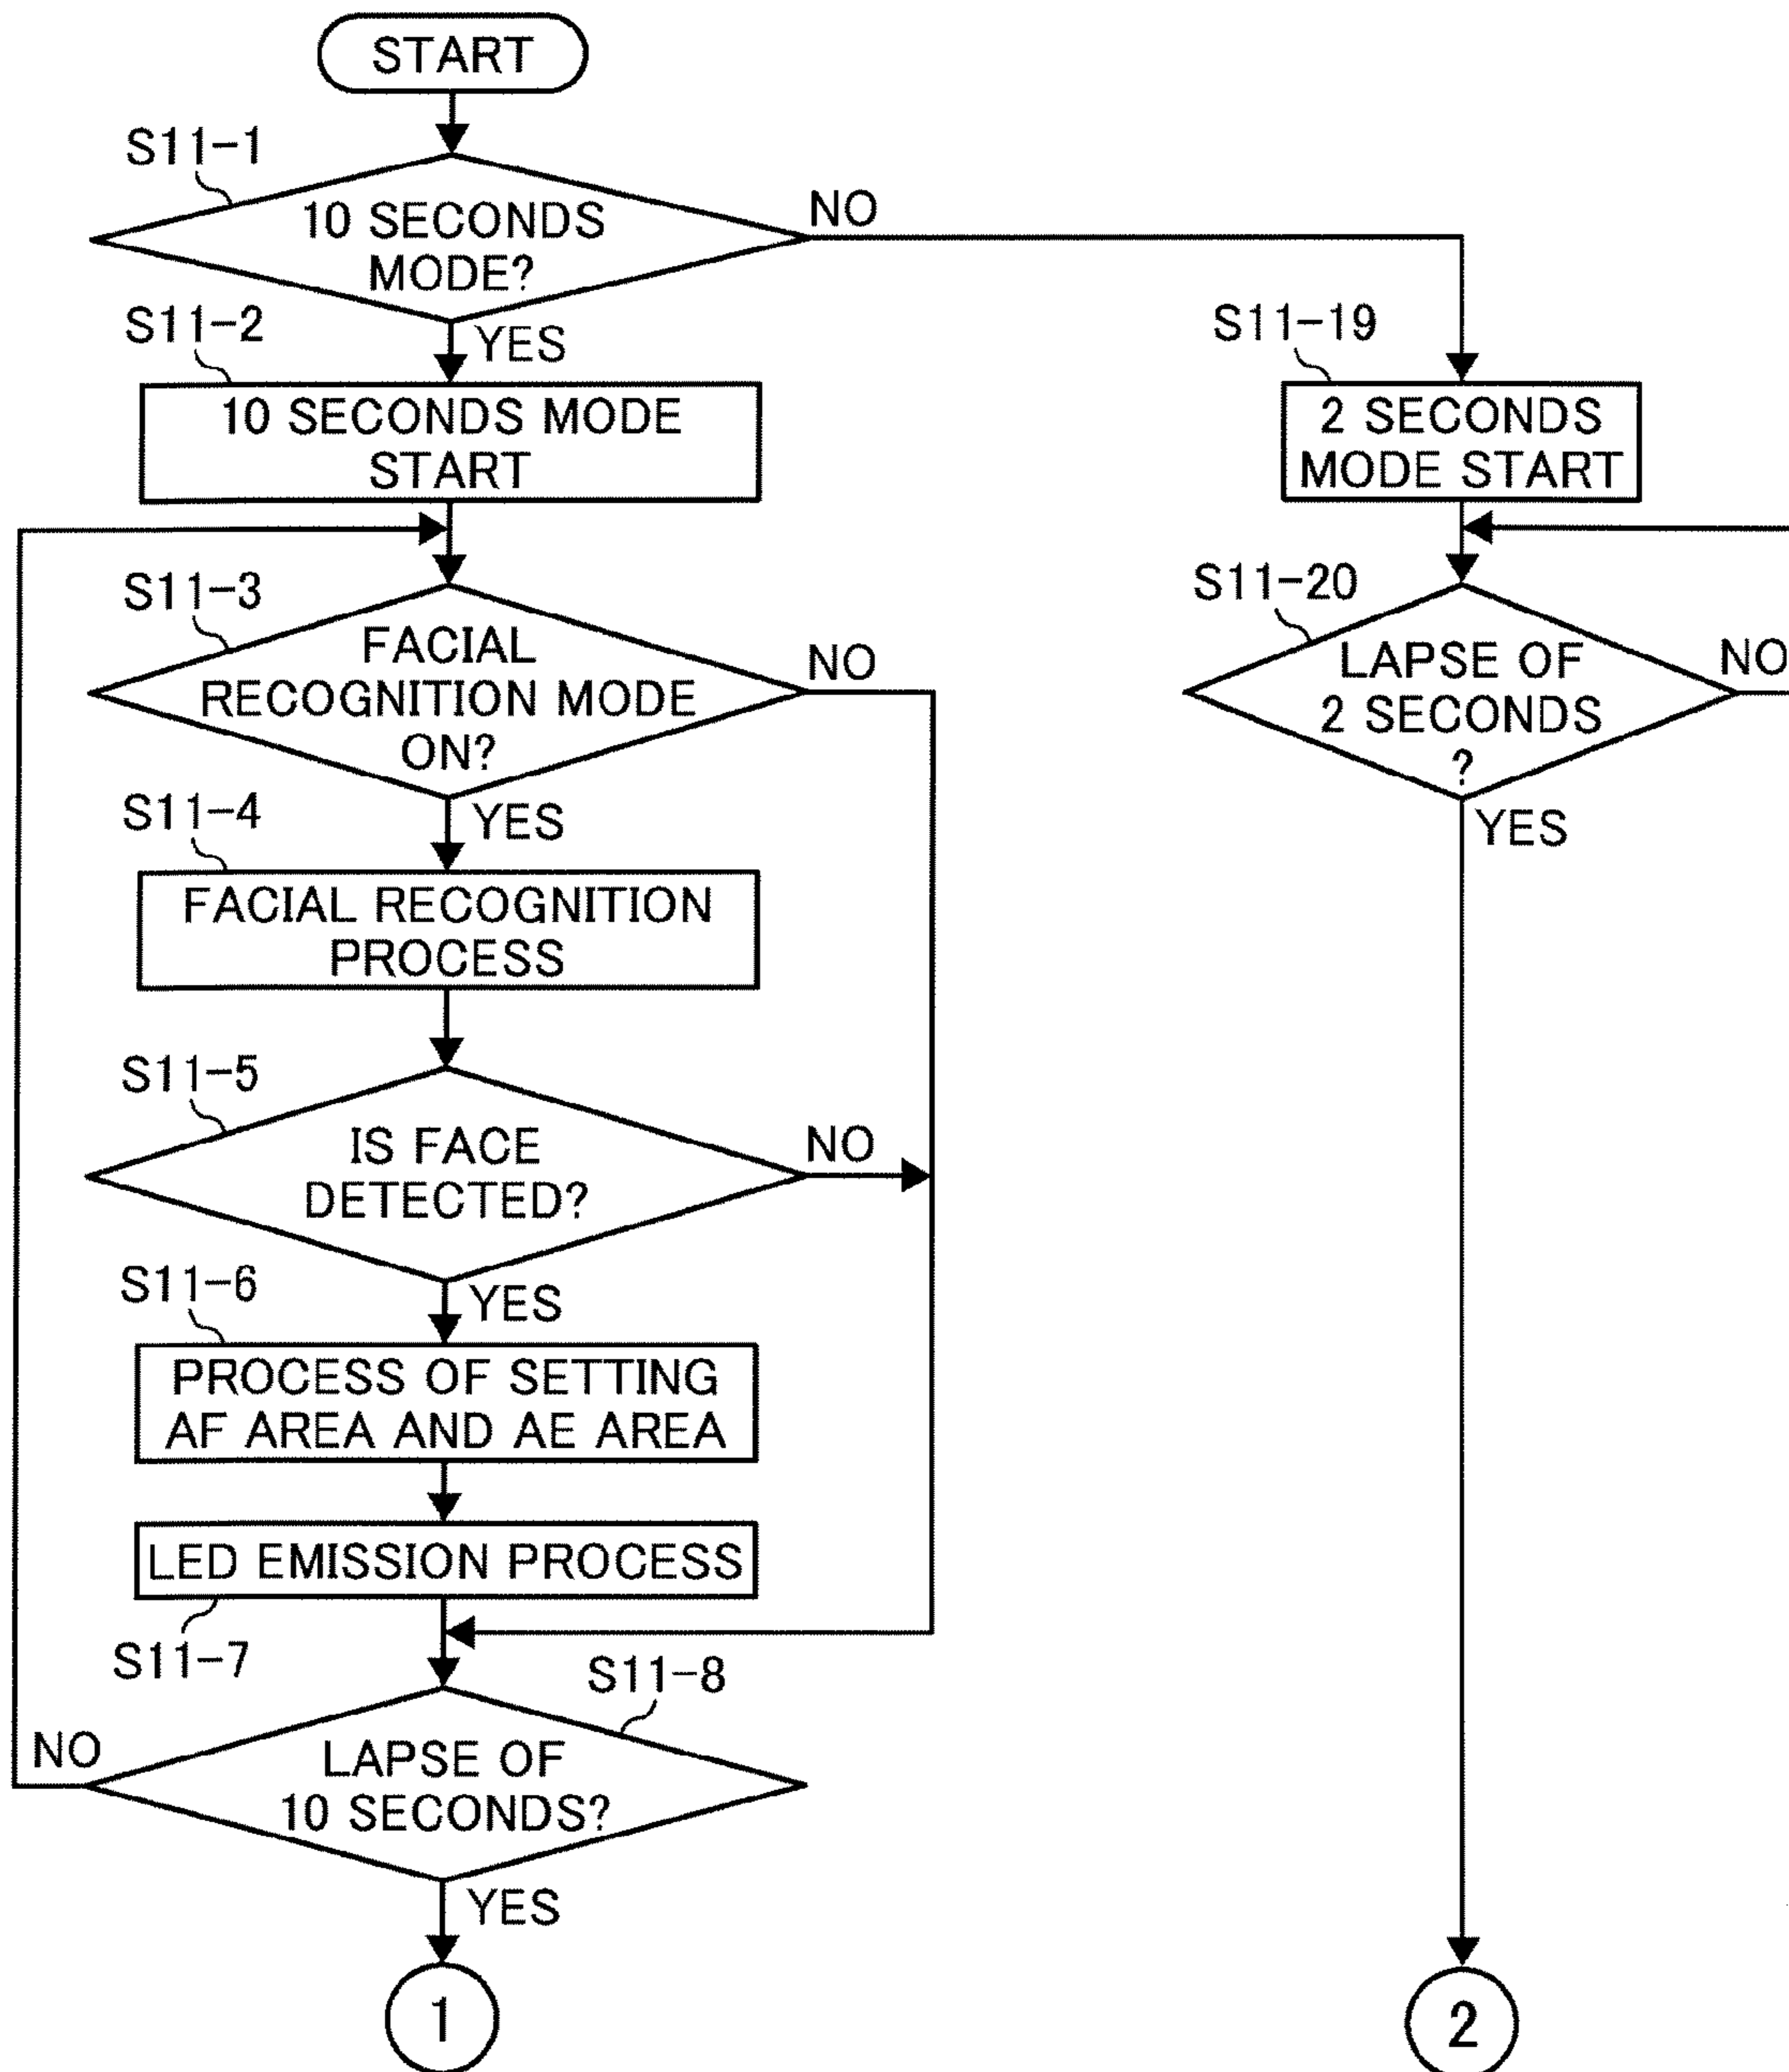 START
S11-1
10 SECONDS
MODE?
NO
YES
S11-2
10 SECONDS MODE
START
S11-3
FACIAL
RECOGNITION MODE
ON?
NO
YES
S11-4
FACIAL RECOGNITION
PROCESS
S11-5
IS FACE
DETECTED?
NO
YES
S11-6
PROCESS OF SETTING
AF AREA AND AE AREA
LED EMISSION PROCESS
S11-7
S11-8
LAPSE OF
10 SECONDS?
NO
YES
1
S11-19
2 SECONDS
MODE START
S11-20
LAPSE OF
2 SECONDS
?
NO
YES
2